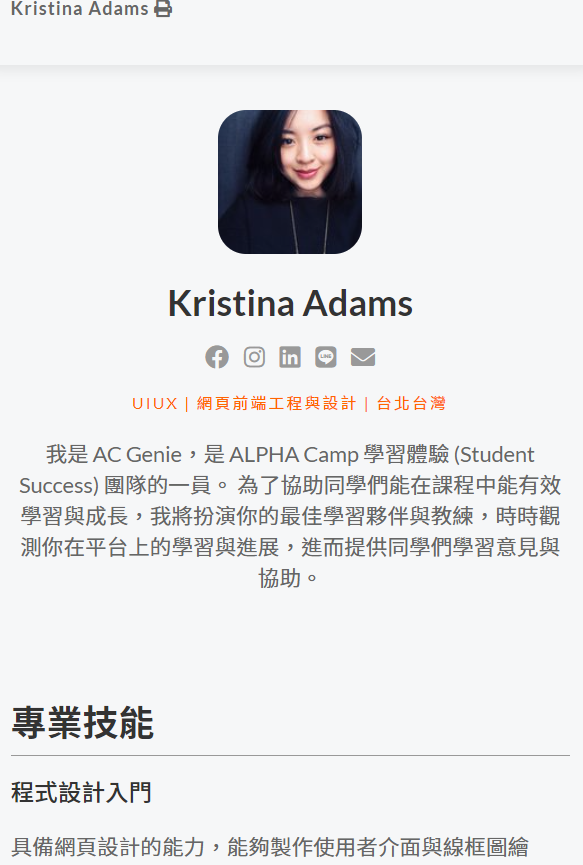 Kristina Adams
Kristina Adams
UIUX | 網頁前端工程與設計 | 台北台灣
我是 AC Genie，是 ALPHA Camp 學習體驗 (Student
Success) 團隊的一員。 為了協助同學們能在課程中能有效
學習與成長，我將扮演你的最佳學習夥伴與教練，時時觀
測你在平台上的學習與進展，進而提供同學們學習意見與
協助。
專業技能
程式設計入門
具備網頁設計的能力，能夠製作使用者介面與線框圖繪